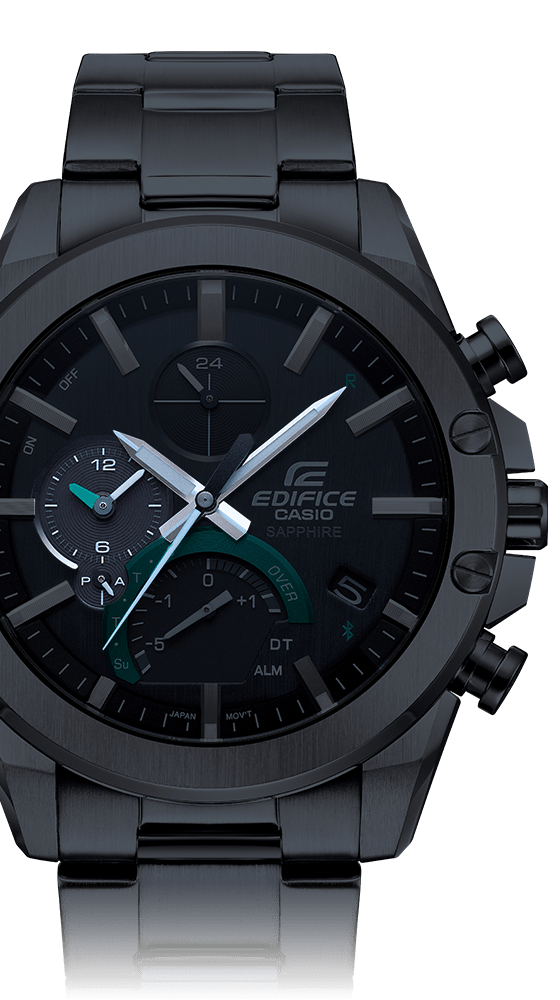 24
OFF
R
ON
12
EDIFICE
CASIO
SAPPHIRE
6
P A
T
0
OVER
-1
+1
5
T
-5
DT
Su
ALM
JAPAN MOV'T